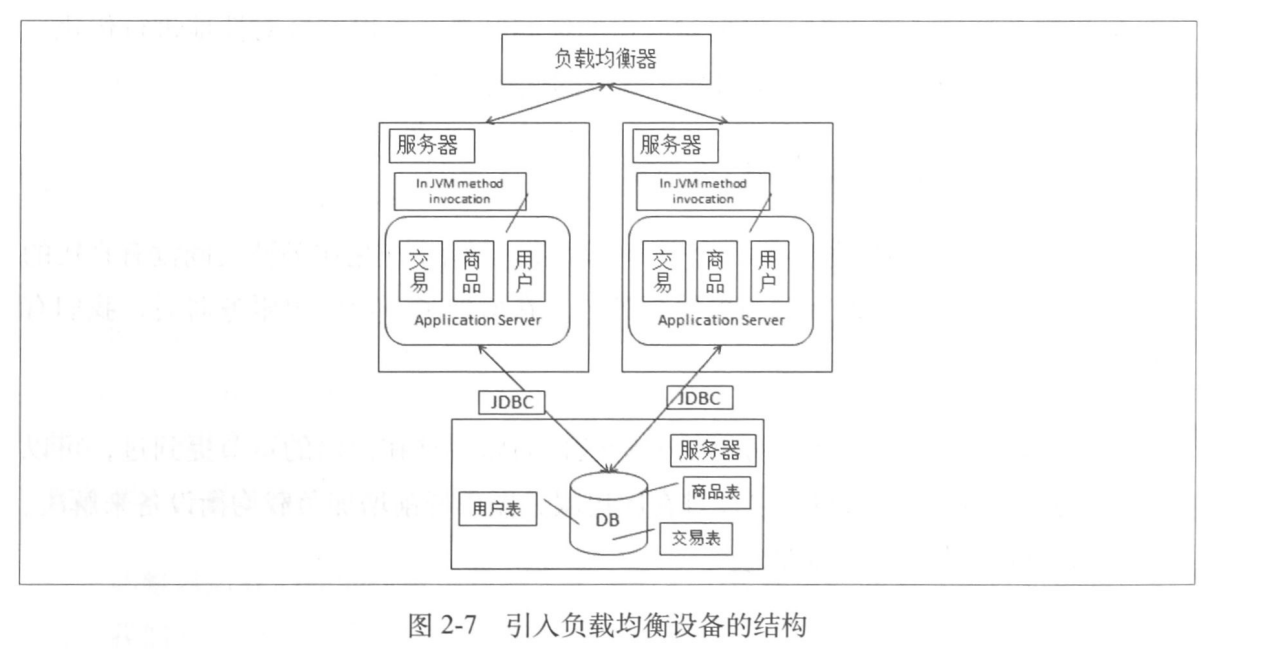 负载均衡器
服务器
In JVM method
invocation
交易
商品
用户
Application Server
服务器
In JVM method
invocation
交易
商品
用户
Application Server
JDBC
JDBC
服务器
用户表
DB
商品表
交易表
图 2-7 引入负载均衡设备的结构